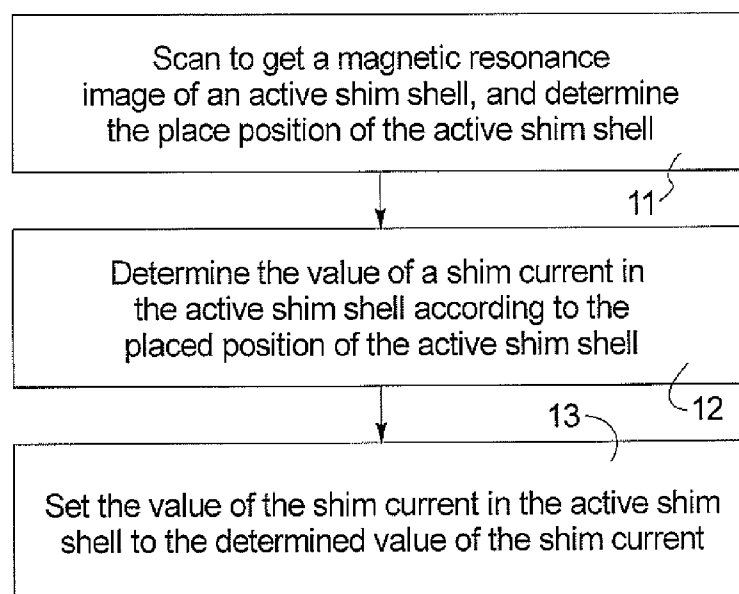 Scan to get a magnetic resonance
image of an active shim shell, and determine
the place position of the active shim shell
11
Determine the value of a shim current in
the active shim shell according to the
placed position of the active shim shell
12
13
Set the value of the shim current in the active shim
shell to the determined value of the shim current